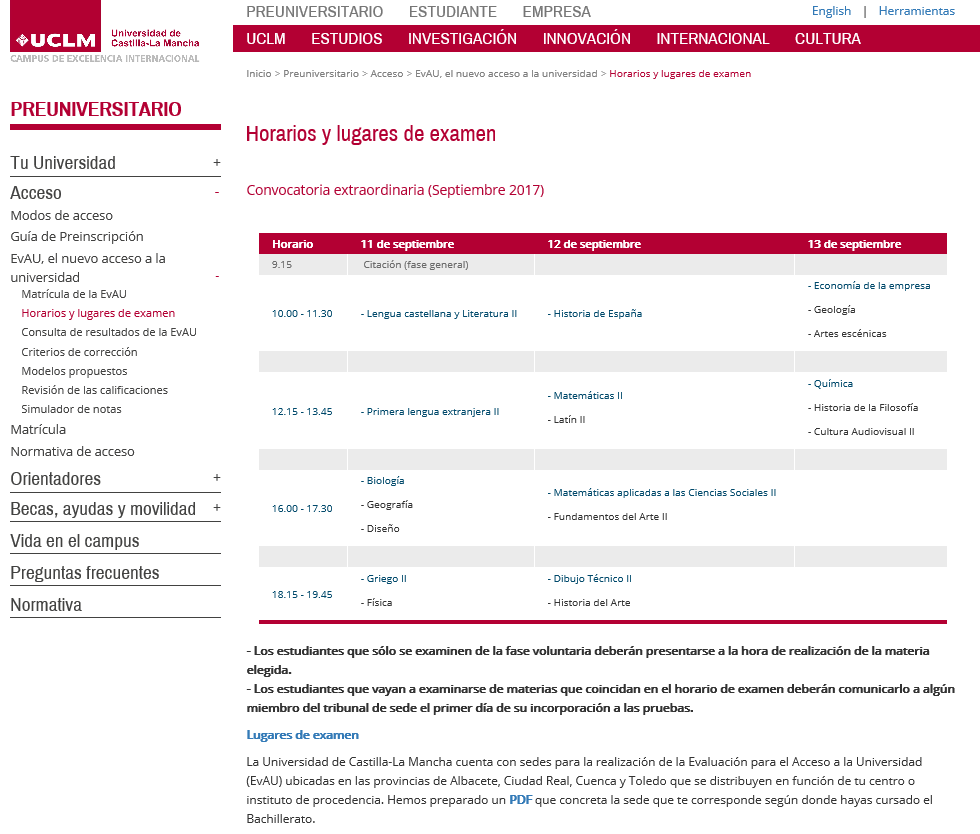 PREUNIVERSITARIO ESTUDIANTE EMPRESA English | Herramientas
UCLM Universidad de Castilla-La Mancha
CAMPUS DE EXCELENCIA INTERNACIONAL
UCLM ESTUDIOS INVESTIGACIÓN INNOVACIÓN INTERNACIONAL CULTURA
Inicio > Preuniversitario > Acceso > EvAU, el nuevo acceso a la universidad > Horarios y lugares de examen
PREUNIVERSITARIO
Tu Universidad +
Acceso -
Modos de acceso
Guía de Preinscripción
EvAU, el nuevo acceso a la
universidad -
Matrícula de la EvAU
Horarios y lugares de examen
Consulta de resultados de la EvAU
Criterios de corrección
Modelos propuestos
Revisión de las calificaciones
Simulador de notas
Matrícula
Normativa de acceso
Orientadores +
Becas, ayudas y movilidad +
Vida en el campus
Preguntas frecuentes
Normativa
Horarios y lugares de examen
Convocatoria extraordinaria (Septiembre 2017)
Horario 11 de septiembre 12 de septiembre 13 de septiembre
9.15 Citación (fase general)
10.00 - 11.30 - Lengua castellana y Literatura II - Historia de España - Economía de la empresa
- Geología
- Artes escénicas
12.15 - 13.45 - Primera lengua extranjera II - Matemáticas II
- Latín II
- Química
- Historia de la Filosofía
- Cultura Audiovisual II
16.00 - 17.30 - Biología
- Geografía
- Diseño
- Matemáticas aplicadas a las Ciencias Sociales II
- Fundamentos del Arte II
18.15 - 19.45 - Griego II
- Física
- Dibujo Técnico II
- Historia del Arte
- Los estudiantes que sólo se examinen de la fase voluntaria deberán presentarse a la hora de realización de la materia
elegida.
- Los estudiantes que vayan a examinarse de materias que coincidan en el horario de examen deberán comunicarlo a algún
miembro del tribunal de sede el primer día de su incorporación a las pruebas.
Lugares de examen
La Universidad de Castilla-La Mancha cuenta con sedes para la realización de la Evaluación para el Acceso a la Universidad
(EvAU) ubicadas en las provincias de Albacete, Ciudad Real, Cuenca y Toledo que se distribuyen en función de tu centro o
instituto de procedencia. Hemos preparado un PDF que concreta la sede que te corresponde según donde hayas cursado el
Bachillerato.